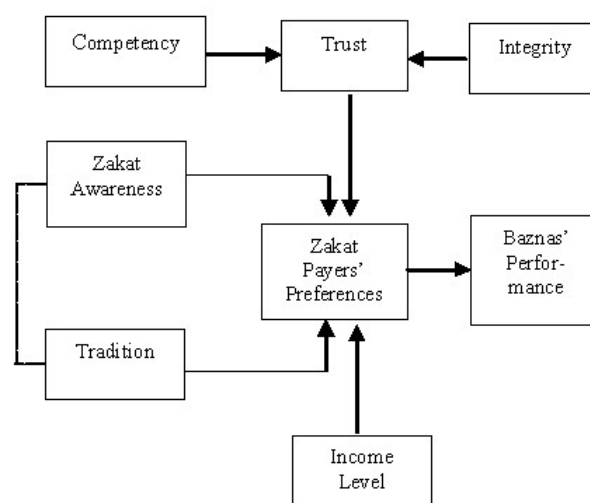 Competency
Trust
Integrity
Zakat
Awareness
Zakat
Payers’
Preferences
Baznas’
Perfor-
mance
Tradition
Income
Level